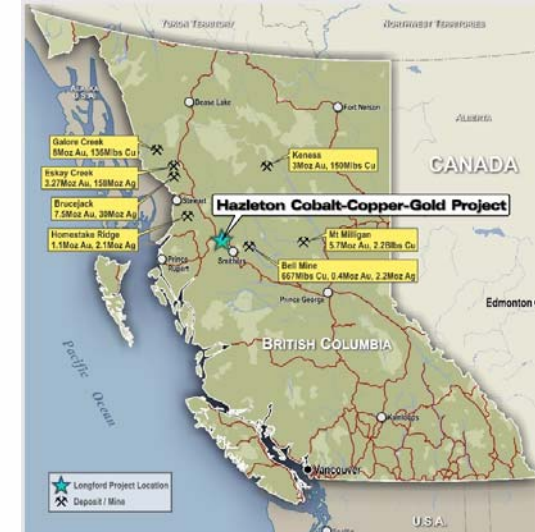 YUKON TERRITORY
NORTHWEST TERRITORIES
ALASKA
U.S.A.
Dease Lake
Fort Nelson
ALBERTA
Galore Creek
8Moz Au, 136Mlbs Cu
Kemess
3Moz Au, 150Mlbs Cu
CANADA
Eskay Creek
3.27Moz Au, 158Moz Ag
Brucejack
7.5Moz Au, 39Moz Ag
Stewart
Hazleton Cobalt-Copper-Gold Project
Homestake Ridge
1.1Moz Au, 2.1Moz Ag
Mt Milligan
5.7Moz Au, 2.2Blbs Cu
Prince
Rupert
Smithers
Bell Mine
667Mlbs Cu, 0.4Moz Au, 2.2Moz Ag
Prince George
Edmonton
BRITISH COLUMBIA
Pacific
Ocean
Kamloops
Vancouver
Longford Project Location
Deposit / Mine
U.S.A.
Seattle